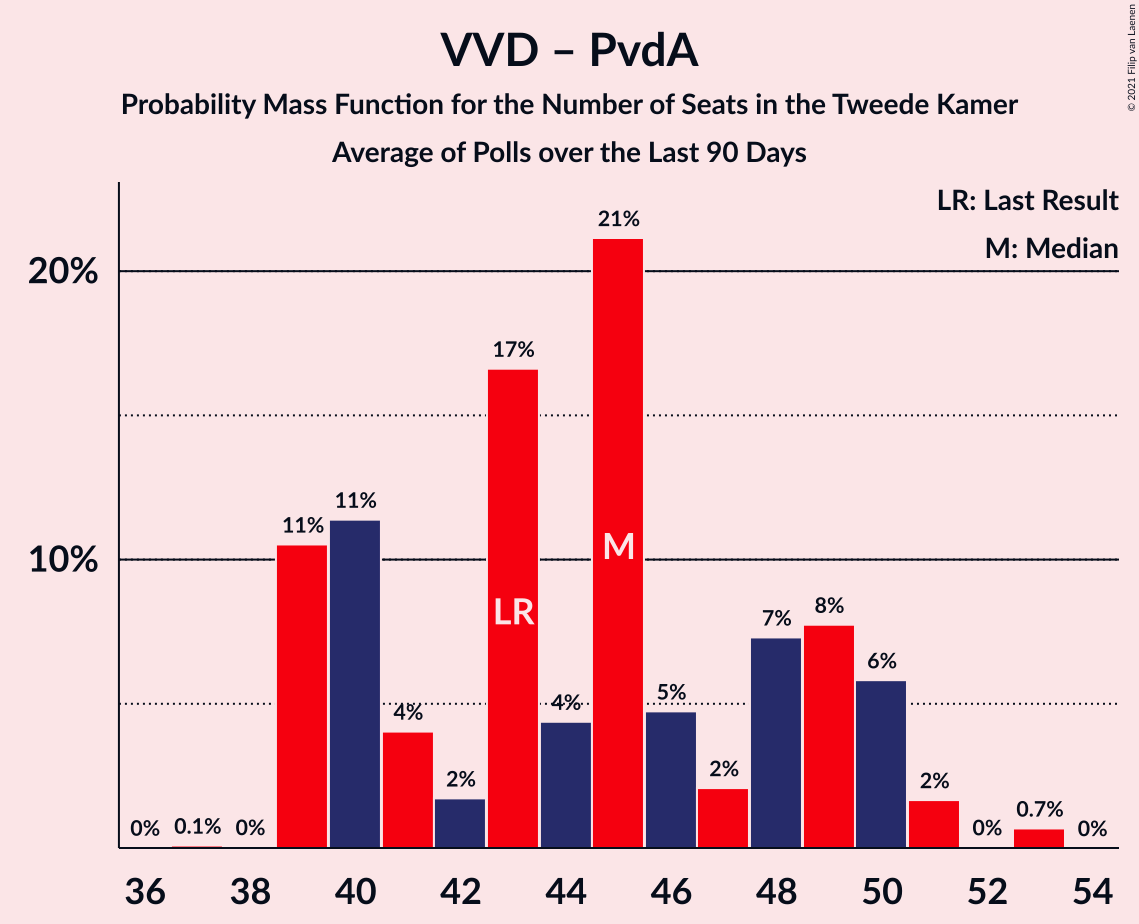 VVD – PvdA
Probability Mass Function for the Number of Seats in the Tweede Kamer
Average of Polls over the Last 90 Days
© 2021 Filip van Laenen
LR: Last Result
M: Median
20%
10%
0%
0.1%
0%
11%
11%
4%
2%
17%
4%
21%
5%
2%
7%
8%
6%
2%
0%
0.7%
0%
LR
M
36 38 40 42 44 46 48 50 52 54